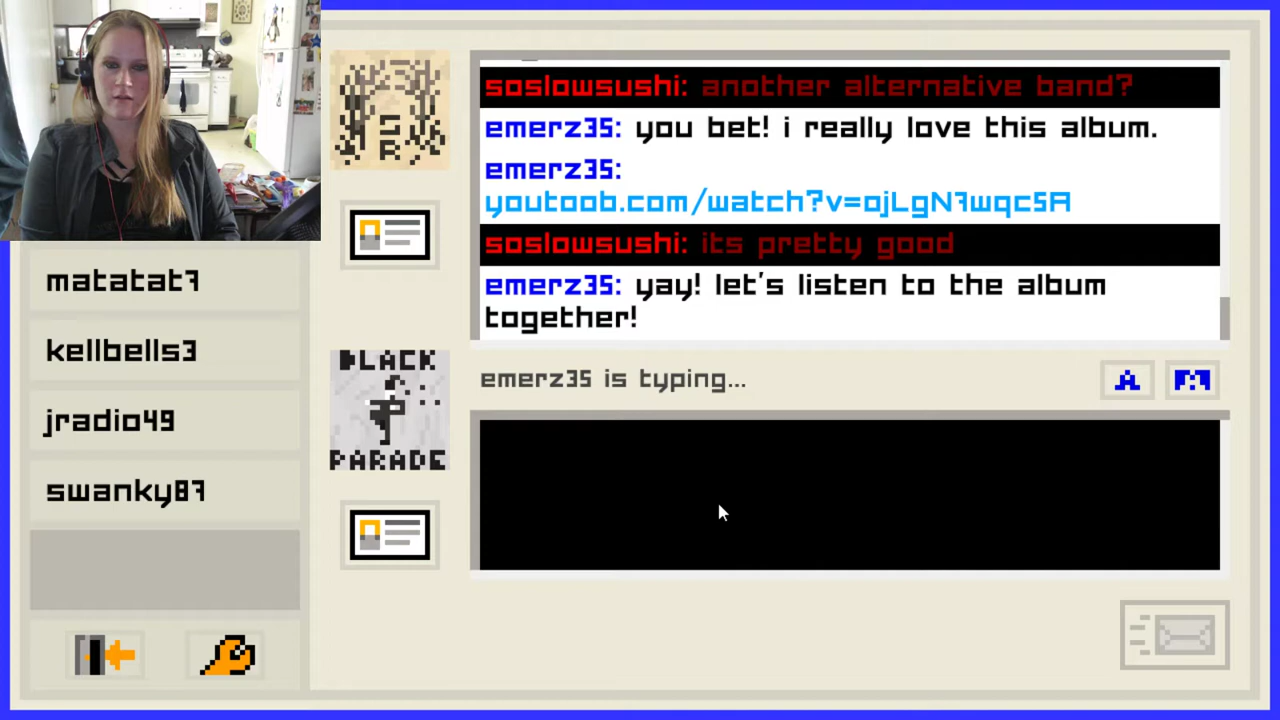 soslowsushi: another alternative band?
emerz35: you bet! i really love this album.
emerz35:
youtoob.com/watch?v=ojLgN7wqc5A
soslowsushi: its pretty good
emerz35: yay! let's listen to the album
together!
emerz35 is typing...
A
matatat7
kellbells3
jradio49
swanky87
BLACK
PARADE